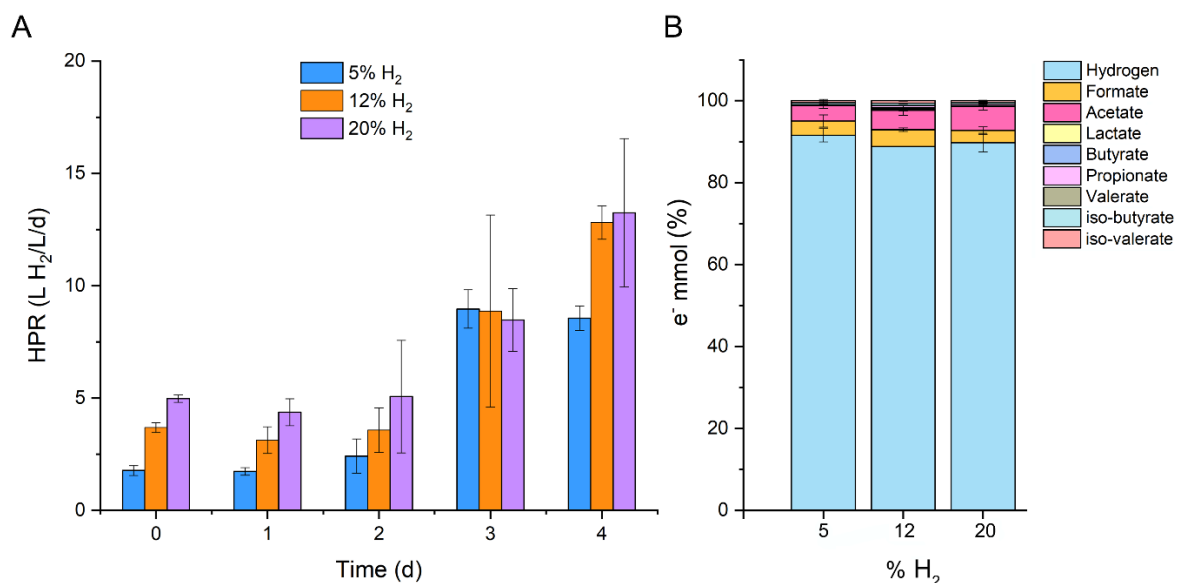 A
HPR (L H₂/L/d)
20
15
10
5
0
5% H₂
12% H₂
20% H₂
0 1 2 3 4
Time (d)
B
e⁻ mmol (%)
100
80
60
40
20
0
5 12 20
% H₂
Hydrogen
Formate
Acetate
Lactate
Butyrate
Propionate
Valerate
iso-butyrate
iso-valerate